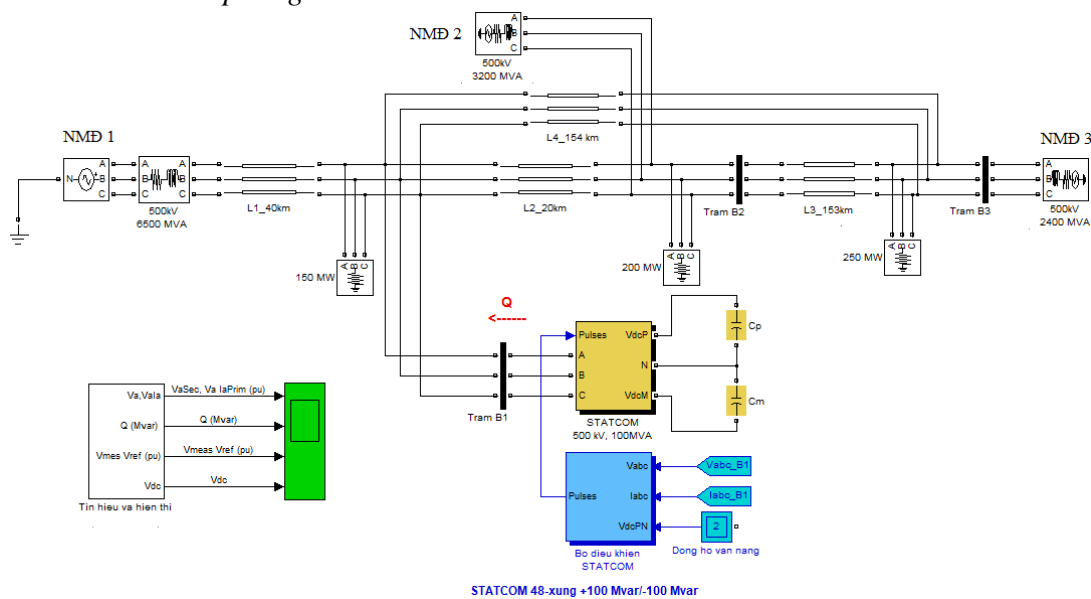 NMĐ 2
A
B
C
500kV
3200 MVA
L4_154 km
NMĐ 1
N
A
B
C
A
B
C
A
B
C
500kV
6500 MVA
L1_40km
L2_20km
Tram B2
L3_153km
Tram B3
NMĐ 3
A
B
C
500kV
2400 MVA
A B C
150 MW
A B C
200 MW
A B C
250 MW
Q
<------
Pulses
VdcP
A
N
B
C
VdcM
Cp
Cm
Tram B1
STATCOM
500 kV, 100MVA
Va,VaIa
VaSec, Va IaPrim (pu)
Q (Mvar)
Q (Mvar)
Vmes Vref (pu)
Vmeas Vref (pu)
Vdc
Vdc
Tin hieu va hien thi
Vabc
Vabc_B1
Pulses
Iabc
Iabc_B1
VdcPN
2
Bo dieu khien
STATCOM
Dong ho van nang
STATCOM 48-xung +100 Mvar/-100 Mvar